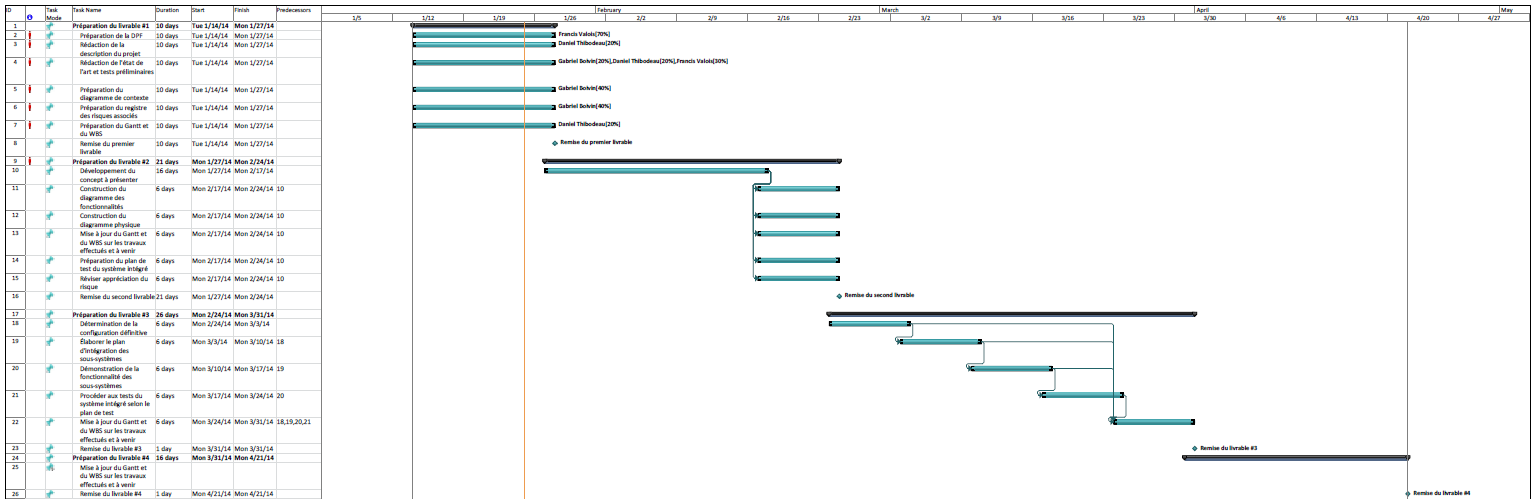 ID Task Mode Task Name Duration Start Finish Predecessors
February March April May
1/5 1/12 1/19 1/26 2/2 2/9 2/16 2/23 3/2 3/9 3/16 3/23 3/30 4/6 4/13 4/20 4/27
1 Préparation du livrable #1 10 days Tue 1/14/14 Mon 1/27/14
2 Préparation de la DPF 10 days Tue 1/14/14 Mon 1/27/14 Francis Valois[70%]
3 Rédaction de la 10 days Tue 1/14/14 Mon 1/27/14 Daniel Thibodeau[20%]
description du projet
4 Rédaction de l'état de 10 days Tue 1/14/14 Mon 1/27/14 Gabriel Boivin[20%],Daniel Thibodeau[20%],Francis Valois[30%]
l'art et tests préliminaires
5 Préparation du 10 days Tue 1/14/14 Mon 1/27/14 Gabriel Boivin[40%]
diagramme de contexte
6 Préparation du registre 10 days Tue 1/14/14 Mon 1/27/14 Gabriel Boivin[40%]
des risques associés
7 Préparation du Gantt et 10 days Tue 1/14/14 Mon 1/27/14 Daniel Thibodeau[20%]
du WBS
8 Remise du premier 10 days Tue 1/14/14 Mon 1/27/14 Remise du premier livrable
livrable
9 Préparation du livrable #2 21 days Mon 1/27/14 Mon 2/24/14
10 Développement du 16 days Mon 1/27/14 Mon 2/17/14
concept à présenter
11 Construction du 6 days Mon 2/17/14 Mon 2/24/14 10
diagramme des
fonctionnalités
12 Construction du 6 days Mon 2/17/14 Mon 2/24/14 10
diagramme physique
13 Mise à jour du Gantt et 6 days Mon 2/17/14 Mon 2/24/14 10
du WBS sur les travaux
effectués et à venir
14 Préparation du plan de 6 days Mon 2/17/14 Mon 2/24/14 10
test du système intégré
15 Réviser appréciation du 6 days Mon 2/17/14 Mon 2/24/14 10
risque
16 Remise du second livrable 21 days Mon 1/27/14 Mon 2/24/14 Remise du second livrable
17 Préparation du livrable #3 26 days Mon 2/24/14 Mon 3/31/14
18 Détermination de la 6 days Mon 2/24/14 Mon 3/3/14
configuration définitive
19 Élaborer le plan 6 days Mon 3/3/14 Mon 3/10/14 18
d'intégration des
sous-systèmes
20 Démonstration de la 6 days Mon 3/10/14 Mon 3/17/14 19
fonctionnalité des
sous-systèmes
21 Procéder aux tests du 6 days Mon 3/17/14 Mon 3/24/14 20
système intégré selon le
plan de test
22 Mise à jour du Gantt et 6 days Mon 3/24/14 Mon 3/31/14 18,19,20,21
du WBS sur les travaux
effectués et à venir
23 Remise du livrable #3 1 day Mon 3/31/14 Mon 3/31/14 Remise du livrable #3
24 Préparation du livrable #4 16 days Mon 3/31/14 Mon 4/21/14
25 Mise à jour du Gantt et
du WBS sur les travaux
effectués et à venir
26 Remise du livrable #4 1 day Mon 4/21/14 Mon 4/21/14 Remise du livrable #4